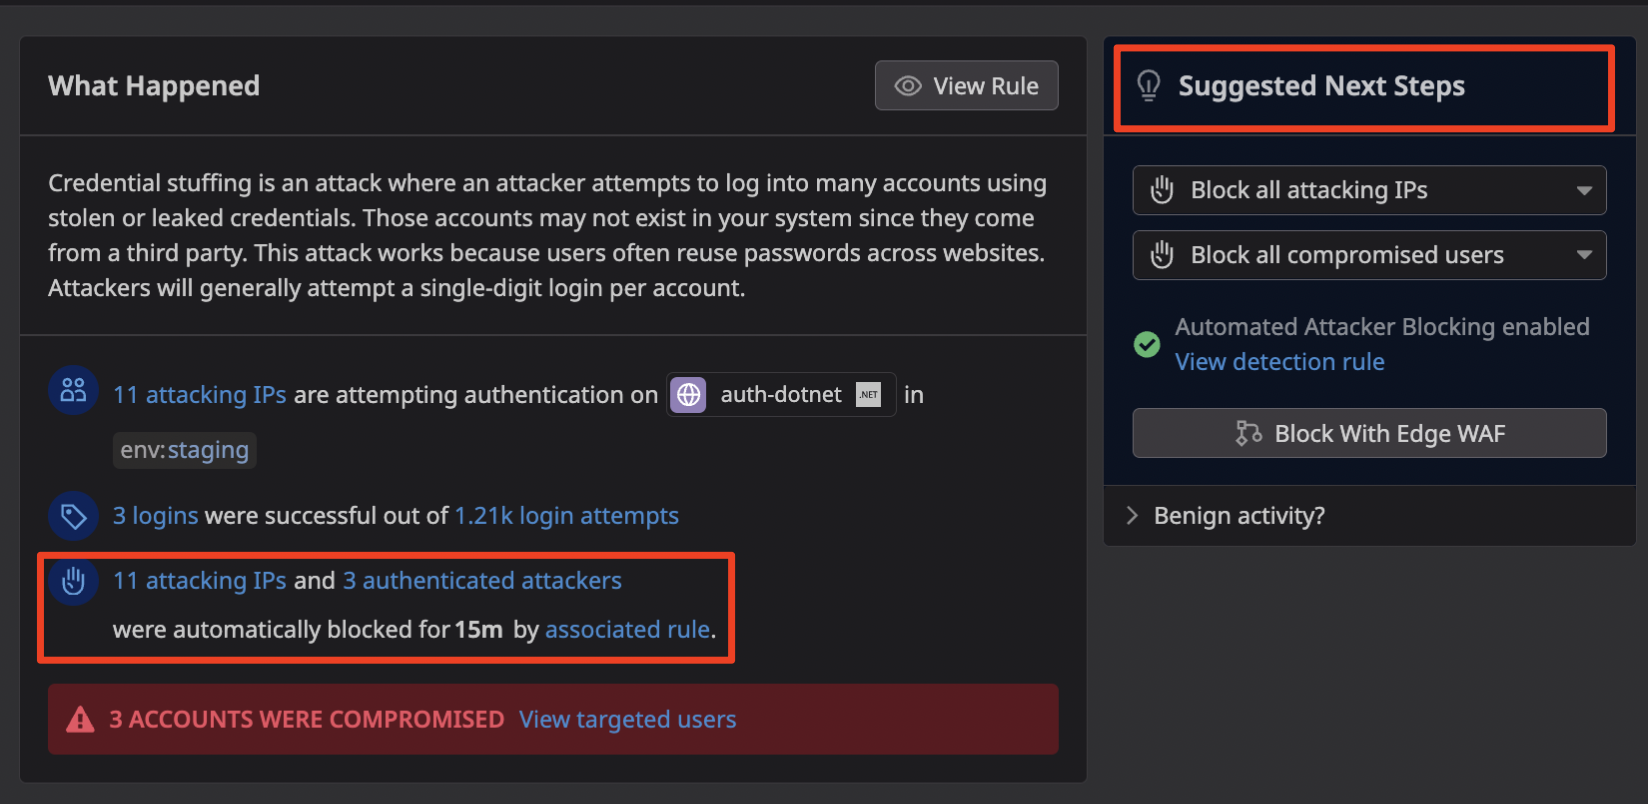 What Happened
View Rule
Credential stuffing is an attack where an attacker attempts to log into many accounts using
stolen or leaked credentials. Those accounts may not exist in your system since they come
from a third party. This attack works because users often reuse passwords across websites.
Attackers will generally attempt a single-digit login per account.
11 attacking IPs are attempting authentication on auth-dotnet .NET in
env:staging
3 logins were successful out of 1.21k login attempts
11 attacking IPs and 3 authenticated attackers
were automatically blocked for 15m by associated rule.
3 ACCOUNTS WERE COMPROMISED View targeted users
Suggested Next Steps
Block all attacking IPs
Block all compromised users
Automated Attacker Blocking enabled
View detection rule
Block With Edge WAF
Benign activity?